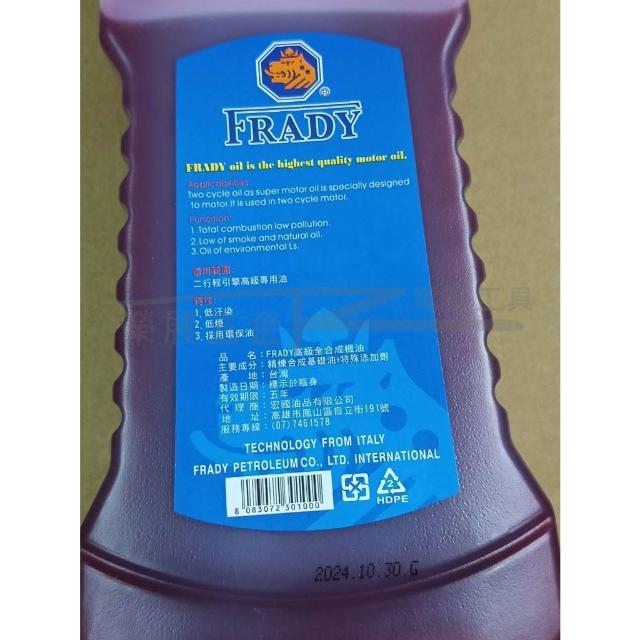 ®
FRADY
FRADY oil is the highest quality motor oil.
Applicabilities:
Two cycle oil as super motor oil is specially designed
to motor.It is used in two cycle motor.
Function:
1.Total combustion low pollution.
2.Low of smoke and natural oil.
3.Oil of environmental Ls.
適用範圍:
二行程引擎高級專用油
特性:
1, 低汙染
2, 低煙
3, 採用環保油
品名:FRADY高級全合成機油
主要成分:精煉合成基礎油+特殊添加劑
產地:台灣
製造日期:標示於瓶身
有效期限:五年
代理商:宏國油品有限公司
地址:高雄市鳳山區自立街191號
服務專線:(07)7461578
TECHNOLOGY FROM ITALY
FRADY PETROLEUM CO., LTD. INTERNATIONAL
8 083072 301000
2
HDPE
2024.10.30.G
工具